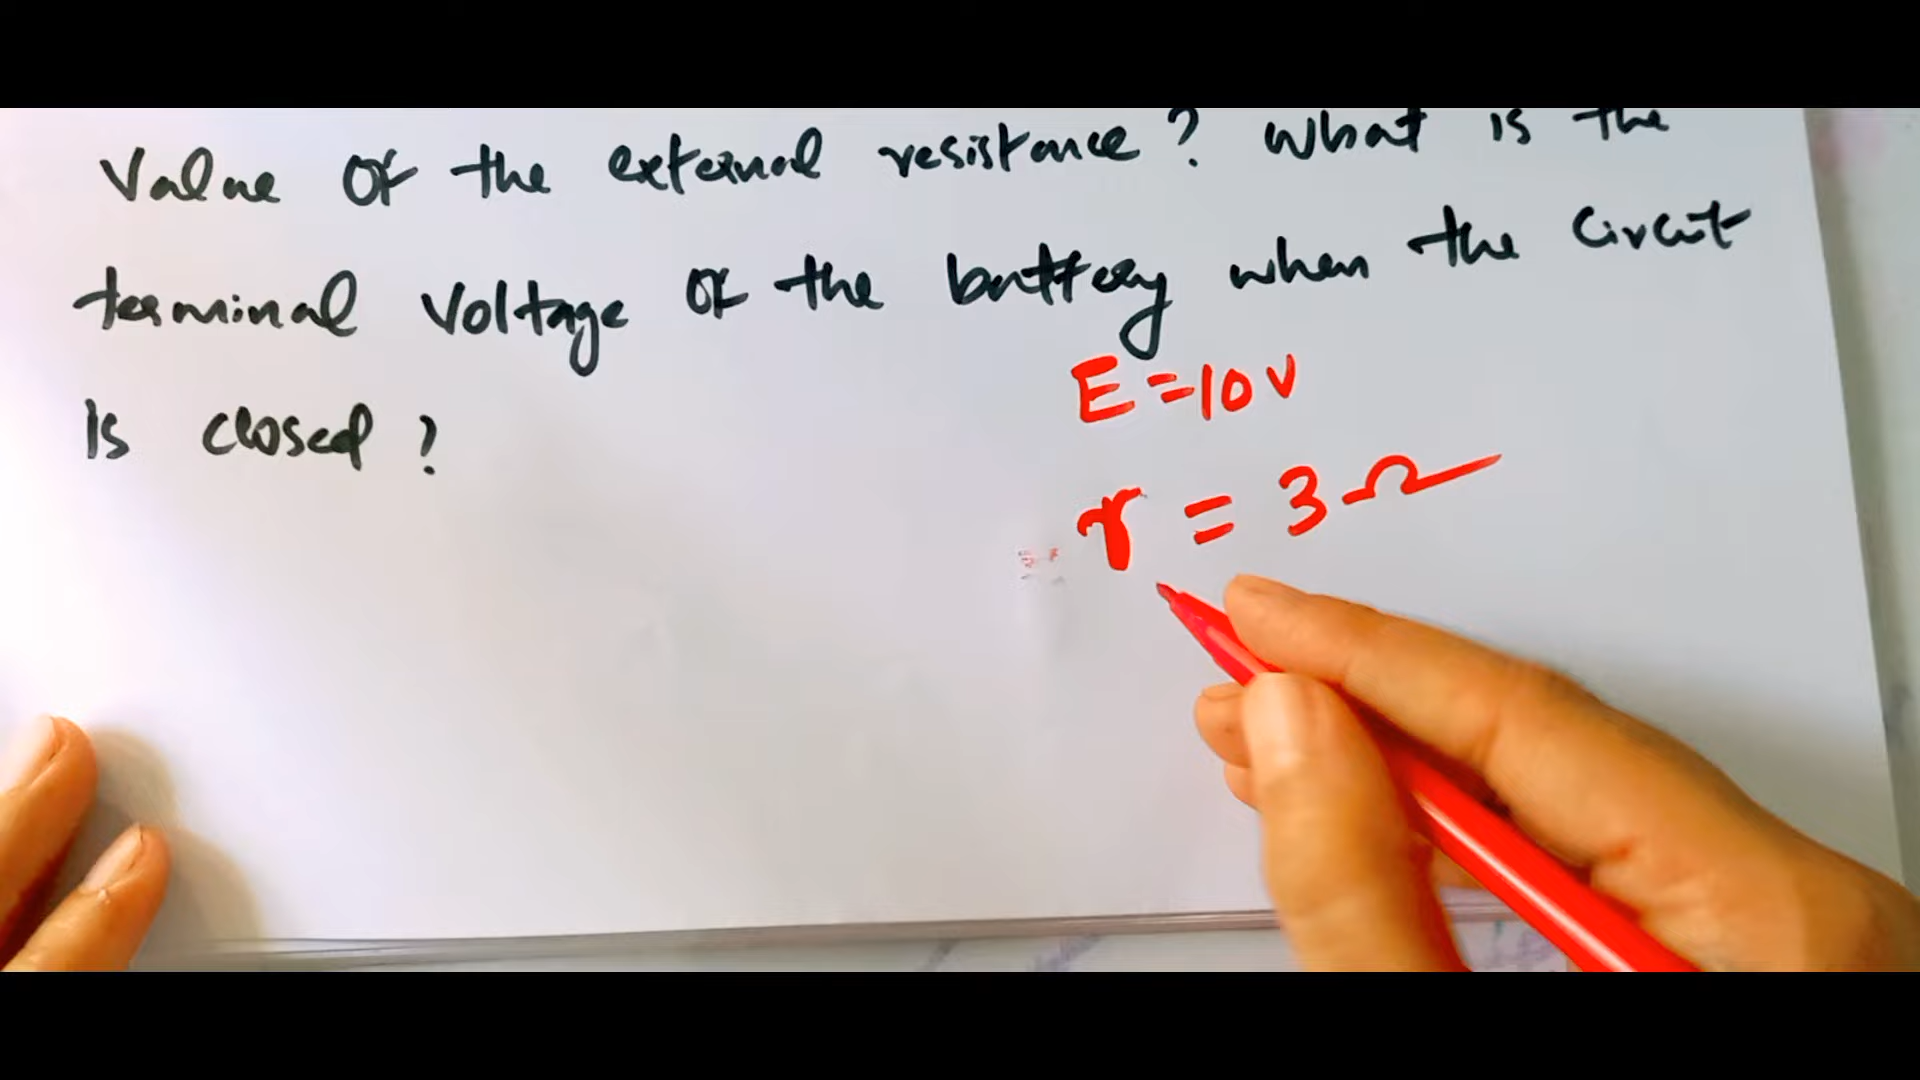 Value of the external resistance? What is the
terminal voltage of the battery when the circuit
is closed?
E = 10V
r = 3Ω